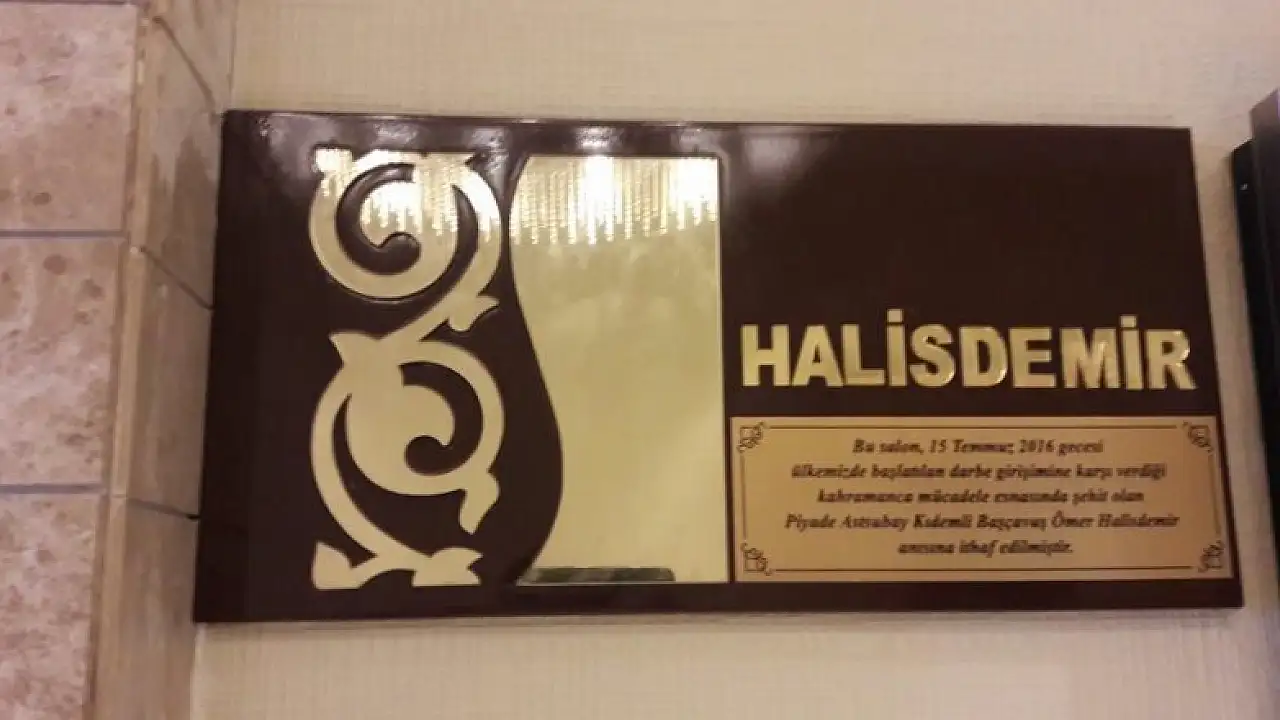 HALİSDEMİR
Bu salon, 15 Temmuz 2016 gecesi
ülkemizde başlatılan darbe girişimine karşı verdiği
kahramanca mücadele esnasında şehit olan
Piyade Astsubay Kıdemli Başçavuş Ömer Halisdemir
anısına ithaf edilmiştir.